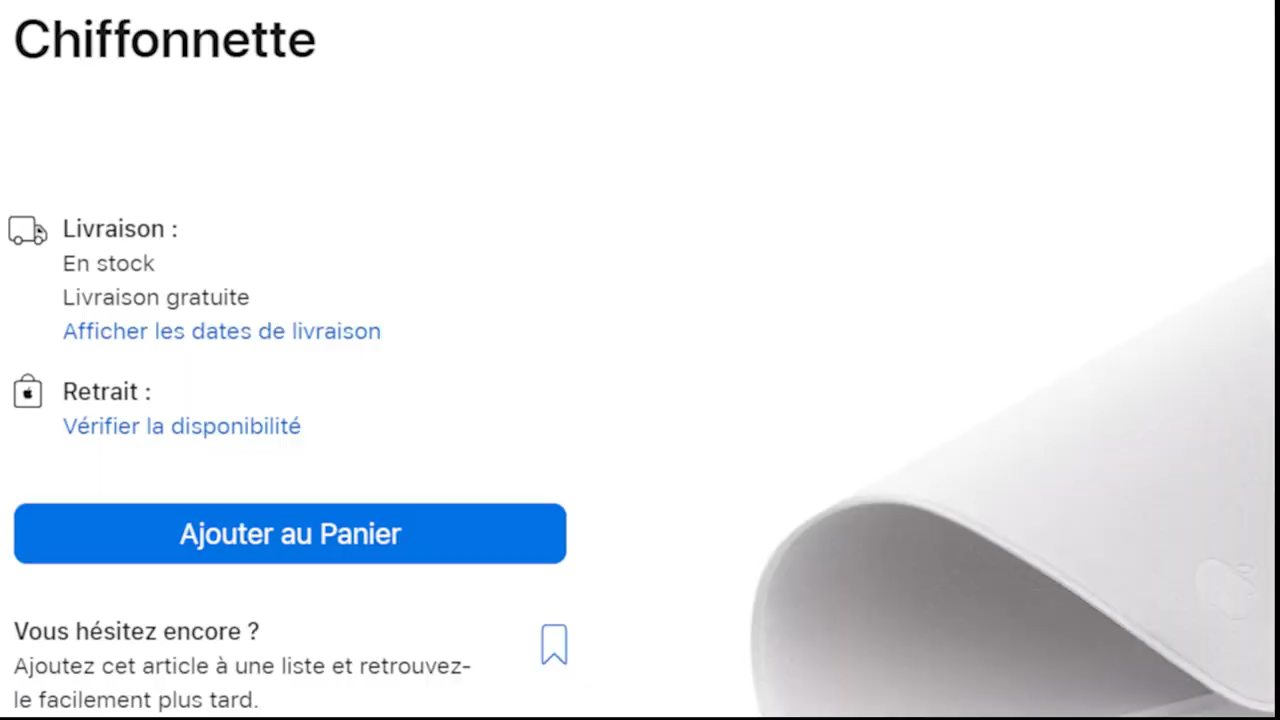 Chiffonnette
Livraison :
En stock
Livraison gratuite
Afficher les dates de livraison
Retrait :
Vérifier la disponibilité
Ajouter au Panier
Vous hésitez encore ?
Ajoutez cet article à une liste et retrouvez-
le facilement plus tard.